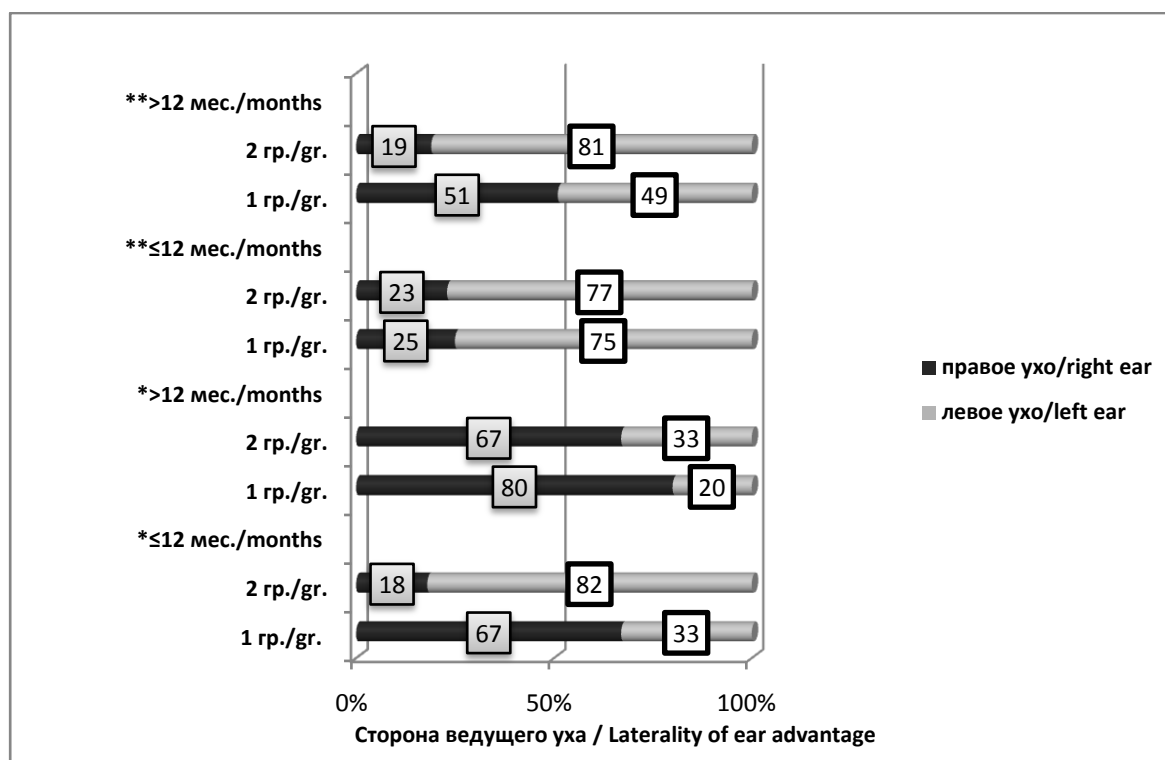 **>12 мес./months
2 гр./gr. 19 81
1 гр./gr. 51 49
**≤12 мес./months
2 гр./gr. 23 77
1 гр./gr. 25 75
*>12 мес./months
2 гр./gr. 67 33
1 гр./gr. 80 20
*≤12 мес./months
2 гр./gr. 18 82
1 гр./gr. 67 33
0% 50% 100%
Сторона ведущего уха / Laterality of ear advantage
правое ухо/right ear
левое ухо/left ear